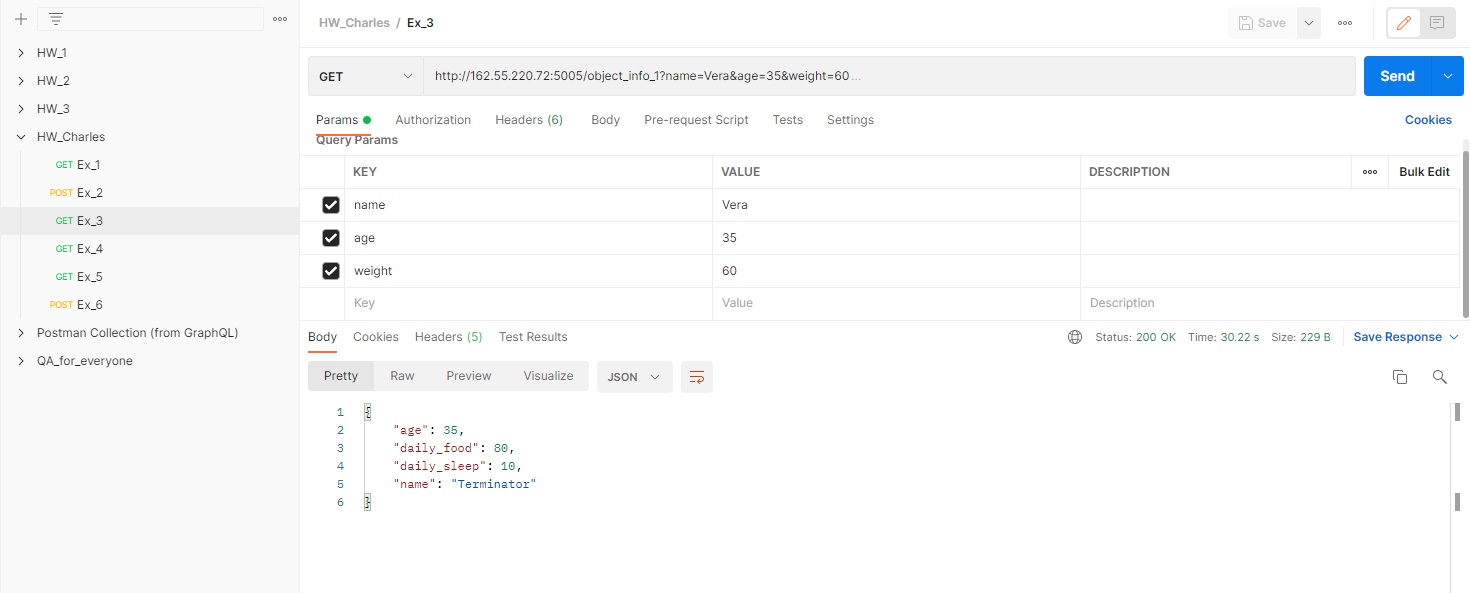 HW_Charles / Ex_3
Save
HW_1
HW_2
HW_3
HW_Charles
GET Ex_1
POST Ex_2
GET Ex_3
GET Ex_4
GET Ex_5
POST Ex_6
Postman Collection (from GraphQL)
QA_for_everyone
GET http://162.55.220.72:5005/object_info_1?name=Vera&age=35&weight=60 ...
Send
Params Authorization Headers (6) Body Pre-request Script Tests Settings Cookies
Query Params
KEY VALUE DESCRIPTION Bulk Edit
name Vera
age 35
weight 60
Key Value Description
Body Cookies Headers (5) Test Results Status: 200 OK Time: 30.22 s Size: 229 B Save Response
Pretty Raw Preview Visualize JSON
1 {
2 "age": 35,
3 "daily_food": 80,
4 "daily_sleep": 10,
5 "name": "Terminator"
6 }